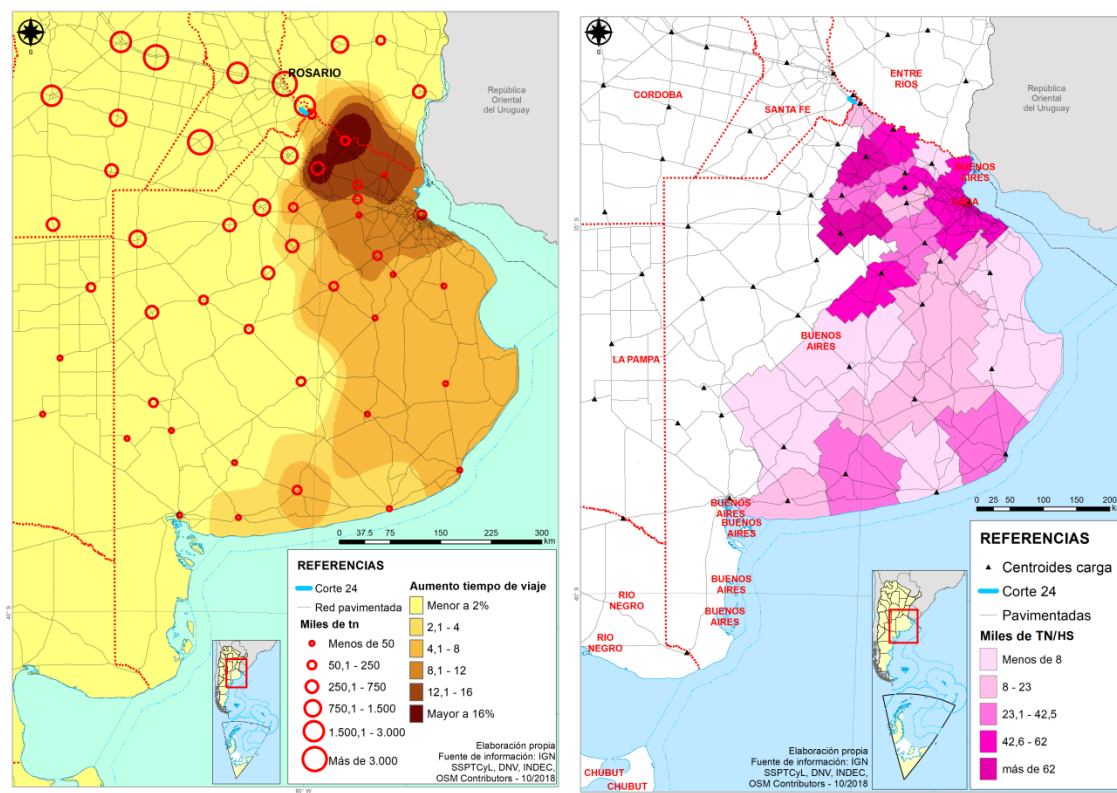 S
ROSARIO
República
Oriental
del Uruguay
40° S
60° W
0 37.5 75 150 225 300
km
REFERENCIAS
Corte 24
Red pavimentada
Miles de tn
Menos de 50
50,1 - 250
250,1 - 750
750,1 - 1.500
1.500,1 - 3.000
Más de 3.000
Aumento tiempo de viaje
Menor a 2%
2,1 - 4
4,1 - 8
8,1 - 12
12,1 - 16
Mayor a 16%
Elaboración propia
Fuente de información: IGN
SSPTCyL, DNV, INDEC,
OSM Contributors - 10/2018
S
CORDOBA
SANTA FE
ENTRE
RIOS
República
Oriental
del Uruguay
BUENOS
AIRES
CABA
35° S
BUENOS
AIRES
LA PAMPA
BUENOS
AIRES
BUENOS
AIRES
BUENOS
AIRES
BUENOS
AIRES
40° S
RIO
NEGRO
RIO
NEGRO
CHUBUT
CHUBUT
0 25 50 100 150 200
km
REFERENCIAS
Centroides carga
Corte 24
Pavimentadas
Miles de TN/HS
Menos de 8
8 - 23
23,1 - 42,5
42,6 - 62
más de 62
Elaboración propia
Fuente de información: IGN
SSPTCyL, DNV, INDEC,
OSM Contributors - 10/2018